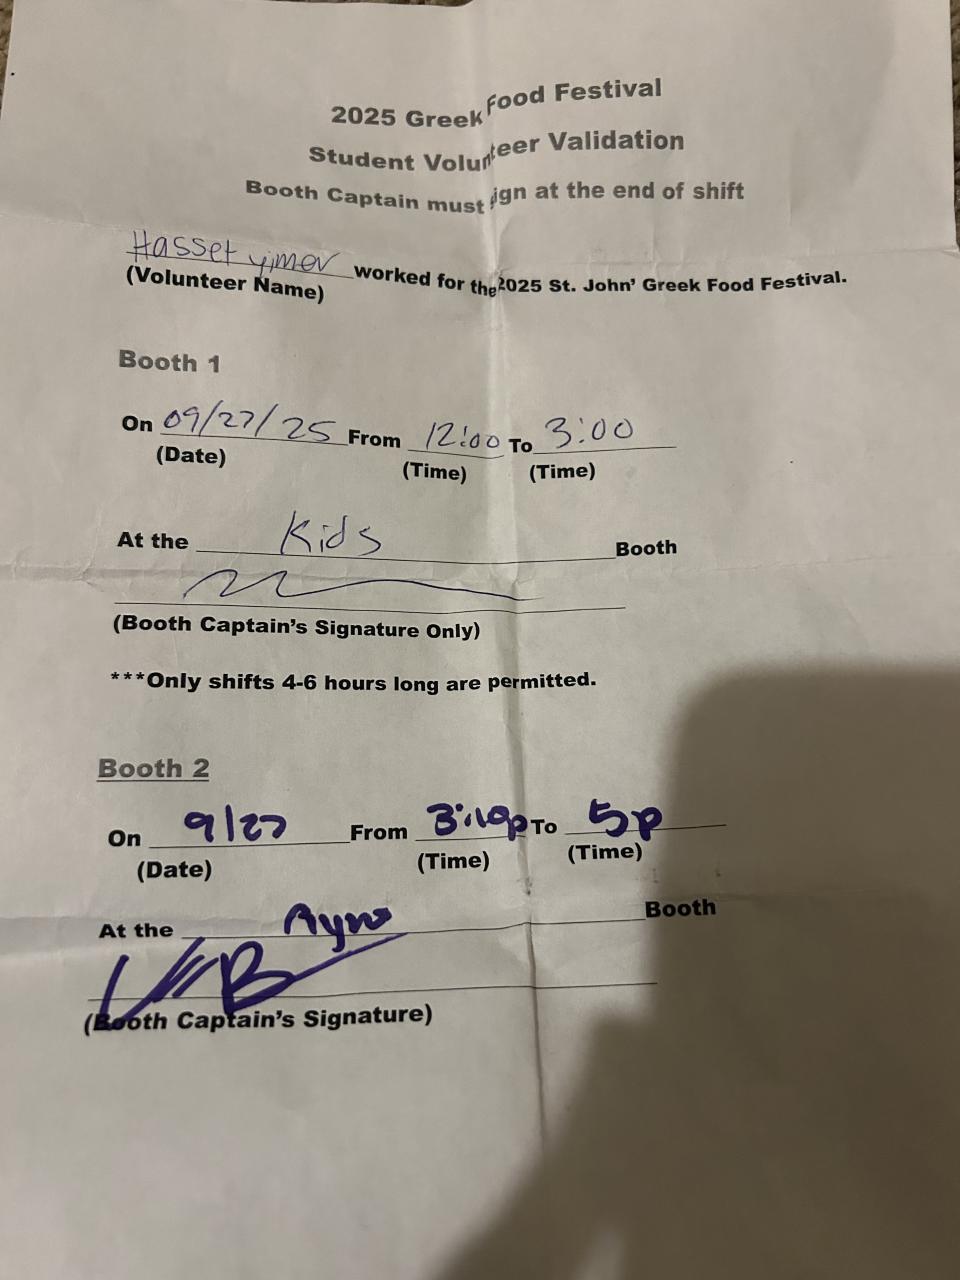 2025 Greek Food Festival
Student Volunteer Validation
Booth Captain must sign at the end of shift
Hasset yimer worked for the 2025 St. John' Greek Food Festival.
(Volunteer Name)
Booth 1
On 09/27/25 From 12:00 To 3:00
(Date) (Time) (Time)
At the Kids Booth
(Booth Captain's Signature Only)
***Only shifts 4-6 hours long are permitted.
Booth 2
On 9/27 From To 5p
(Date) (Time) (Time)
At the Booth
(Booth Captain's Signature)